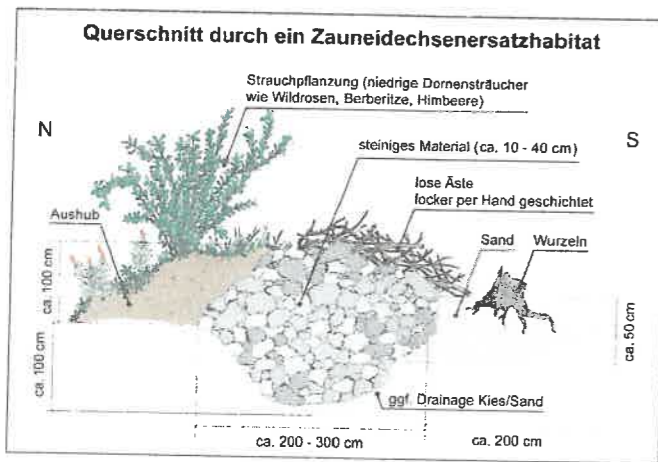 Querschnitt durch ein Zauneidechsenersatzhabitat
Strauchpflanzung (niedrige Dornensträucher
wie Wildrosen, Berberitze, Himbeere)
N
S
steiniges Material (ca. 10 - 40 cm)
lose Äste
locker per Hand geschichtet
Aushub
Sand
Wurzeln
ca. 100 cm
ca. 100 cm
ca. 50 cm
ggf. Drainage Kies/Sand
ca. 200 - 300 cm
ca. 200 cm